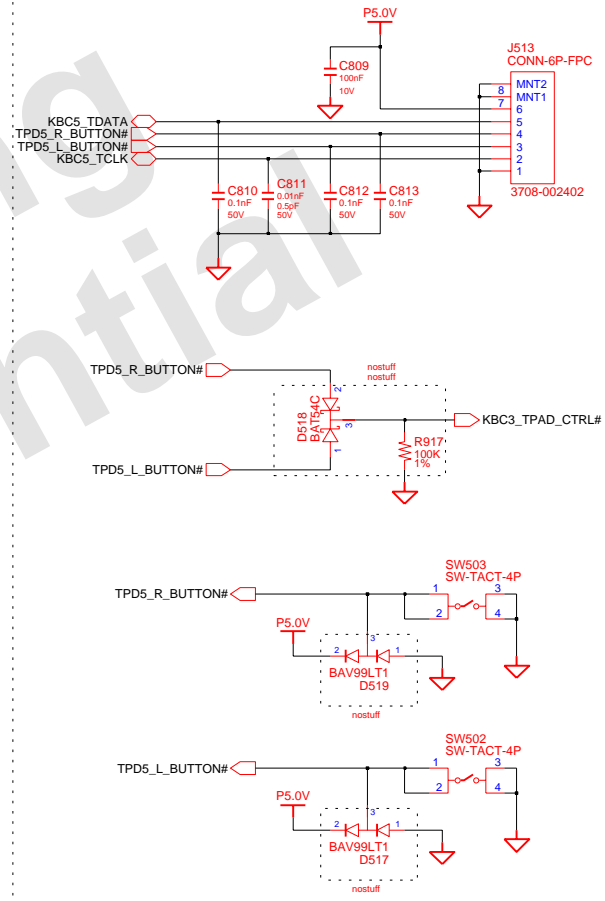 P5.0V
J513
CONN-6P-FPC
C809
100nF
10V
MNT2
8 MNT1
7 6
5
4
3
2
1
3708-002402
KBC5_TDATA
TPD5_R_BUTTON#
TPD5_L_BUTTON#
KBC5_TCLK
C810
0.1nF
50V
C811
0.01nF
0.5pF
50V
C812
0.1nF
50V
C813
0.1nF
50V
ntial
TPD5_R_BUTTON#
nostuff
nostuff
2
D518
BAT54C
3
1
KBC3_TPAD_CTRL#
R917
100K
1%
TPD5_L_BUTTON#
SW503
SW-TACT-4P
TPD5_R_BUTTON#
1 3
2 4
P5.0V
3
2 1
BAV99LT1
D519
nostuff
SW502
SW-TACT-4P
TPD5_L_BUTTON#
1 3
2 4
P5.0V
3
2 1
BAV99LT1
D517
nostuff